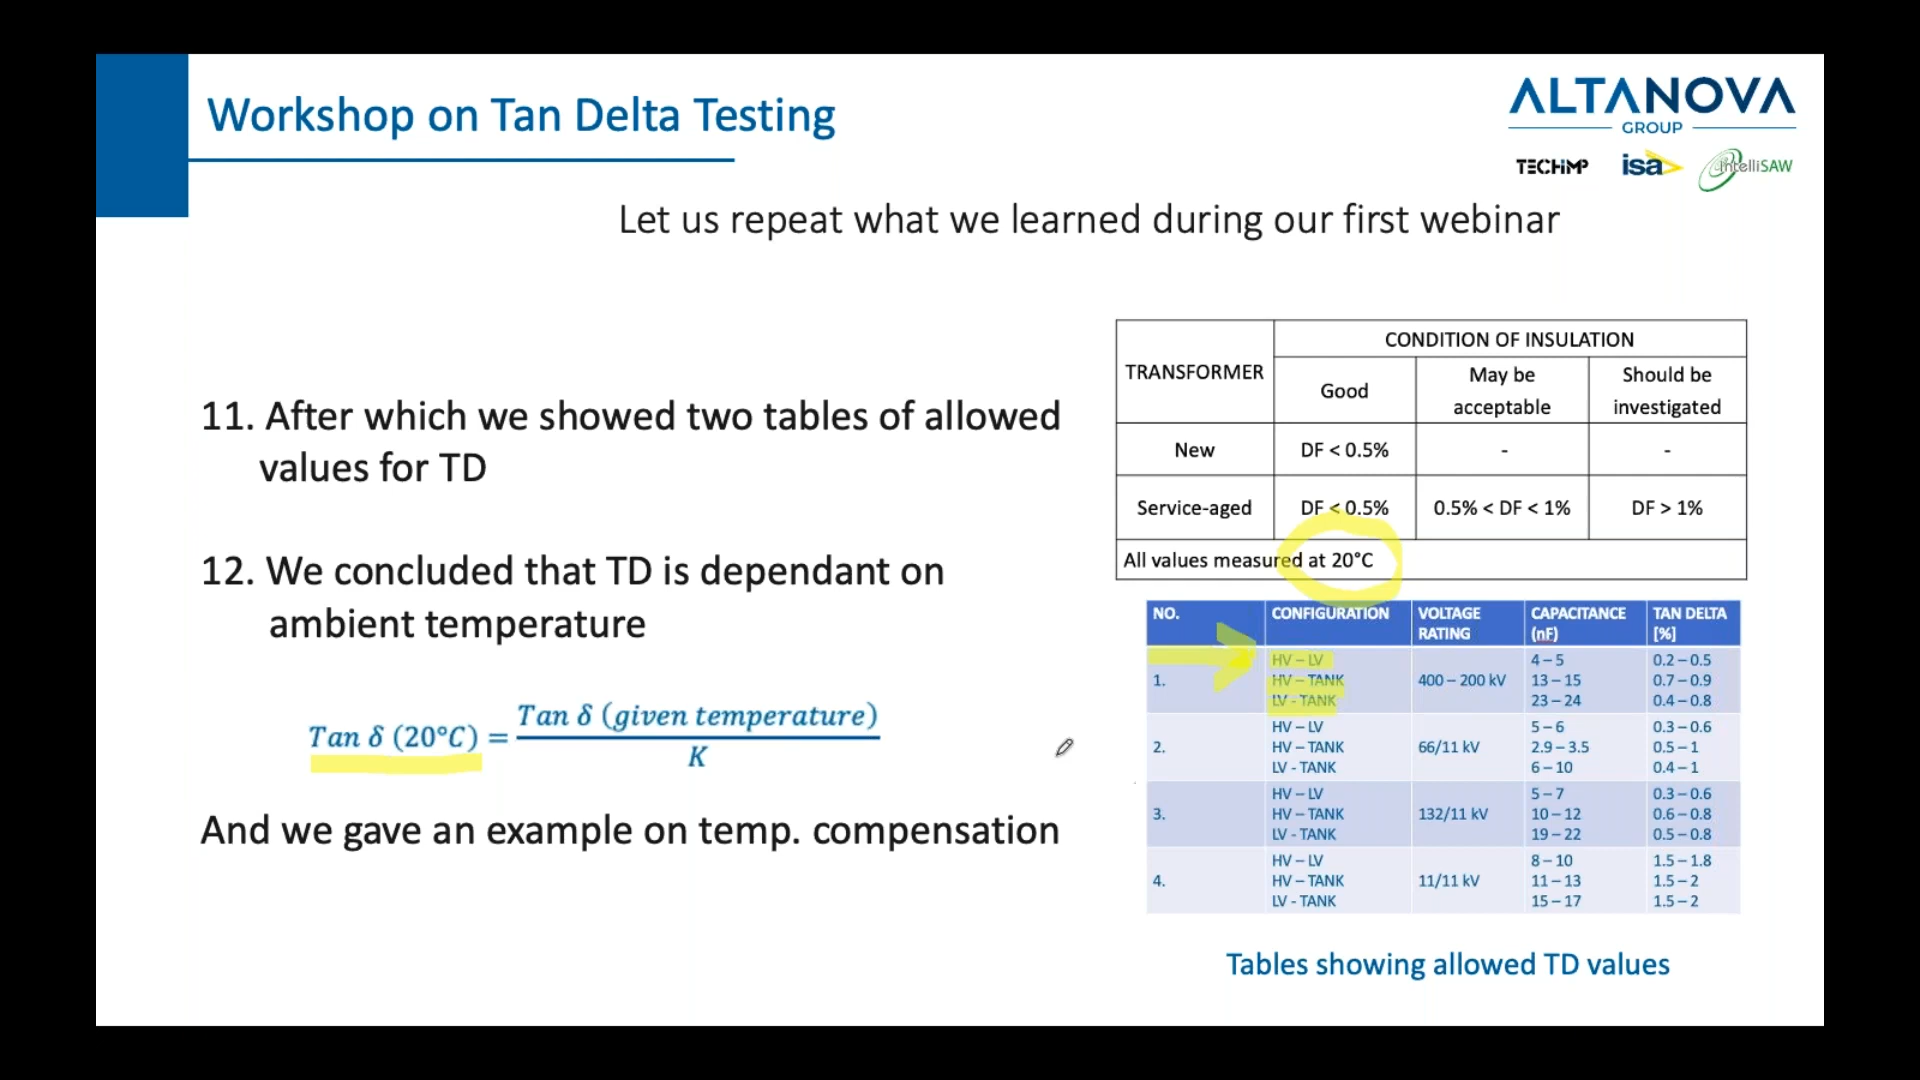 Workshop on Tan Delta Testing
ALTANOVA
GROUP
TECHIMP isa intelliSAW
Let us repeat what we learned during our first webinar
11. After which we showed two tables of allowed
values for TD
12. We concluded that TD is dependant on
ambient temperature
Tan δ (20°C) = Tan δ (given temperature) / K
And we gave an example on temp. compensation
TRANSFORMER CONDITION OF INSULATION
Good May be acceptable Should be investigated
New DF < 0.5% - -
Service-aged DF < 0.5% 0.5% < DF < 1% DF > 1%
All values measured at 20°C
NO. CONFIGURATION VOLTAGE RATING CAPACITANCE (nF) TAN DELTA [%]
HV – LV 4 – 5 0.2 – 0.5
1. HV – TANK 400 – 200 kV 13 – 15 0.7 – 0.9
LV - TANK 23 – 24 0.4 – 0.8
HV – LV 5 – 6 0.3 – 0.6
2. HV – TANK 66/11 kV 2.9 – 3.5 0.5 – 1
LV - TANK 6 – 10 0.4 – 1
HV – LV 5 – 7 0.3 – 0.6
3. HV – TANK 132/11 kV 10 – 12 0.6 – 0.8
LV - TANK 19 – 22 0.5 – 0.8
HV – LV 8 – 10 1.5 – 1.8
4. HV – TANK 11/11 kV 11 – 13 1.5 – 2
LV - TANK 15 – 17 1.5 – 2
Tables showing allowed TD values